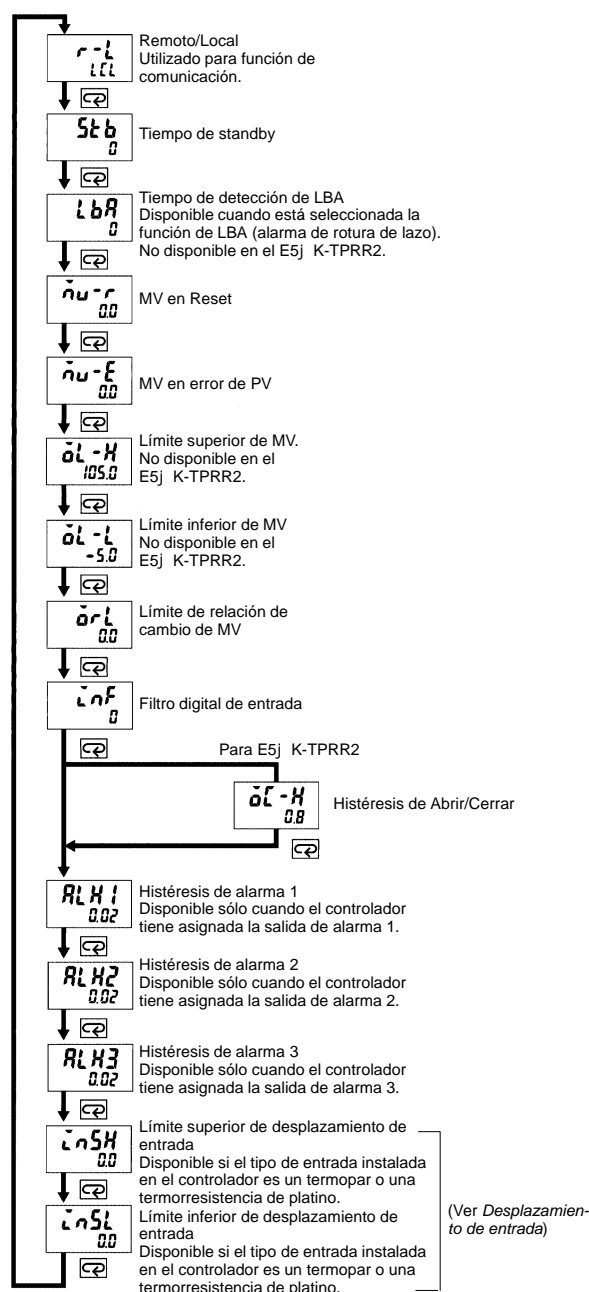 r-L
LCL
Remoto/Local
Utilizado para función de
comunicación.
Stb
0
Tiempo de standby
LbA
0
Tiempo de detección de LBA
Disponible cuando está seleccionada la
función de LBA (alarma de rotura de lazo).
No disponible en el E5j K-TPRR2.
mv-r
0.0
MV en Reset
mv-E
0.0
MV en error de PV
oL-H
105.0
Límite superior de MV.
No disponible en el
E5j K-TPRR2.
oL-L
-5.0
Límite inferior de MV
No disponible en el
E5j K-TPRR2.
orL
0.0
Límite de relación de
cambio de MV
inF
0
Filtro digital de entrada
Para E5j K-TPRR2
oC-H
0.8
Histéresis de Abrir/Cerrar
ALH1
0.02
Histéresis de alarma 1
Disponible sólo cuando el controlador
tiene asignada la salida de alarma 1.
ALH2
0.02
Histéresis de alarma 2
Disponible sólo cuando el controlador
tiene asignada la salida de alarma 2.
ALH3
0.02
Histéresis de alarma 3
Disponible sólo cuando el controlador
tiene asignada la salida de alarma 3.
inSH
0.0
Límite superior de desplazamiento de
entrada
Disponible si el tipo de entrada instalada
en el controlador es un termopar o una
termorresistencia de platino.
inSL
0.0
Límite inferior de desplazamiento de
entrada
Disponible si el tipo de entrada instalada
en el controlador es un termopar o una
termorresistencia de platino.
(Ver Desplazamien-
to de entrada)